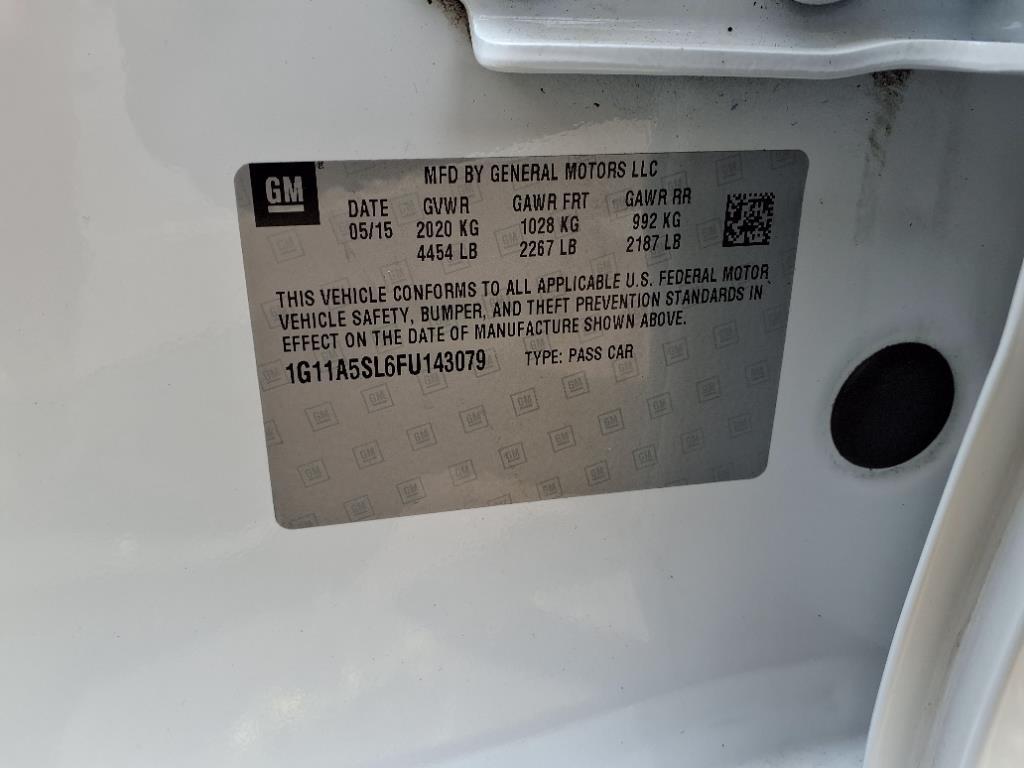 GM
MFD BY GENERAL MOTORS LLC
DATE GVWR GAWR FRT GAWR RR
05/15 2020 KG 1028 KG 992 KG
4454 LB 2267 LB 2187 LB
THIS VEHICLE CONFORMS TO ALL APPLICABLE U.S. FEDERAL MOTOR
VEHICLE SAFETY, BUMPER, AND THEFT PREVENTION STANDARDS IN
EFFECT ON THE DATE OF MANUFACTURE SHOWN ABOVE.
1G11A5SL6FU143079 TYPE: PASS CAR